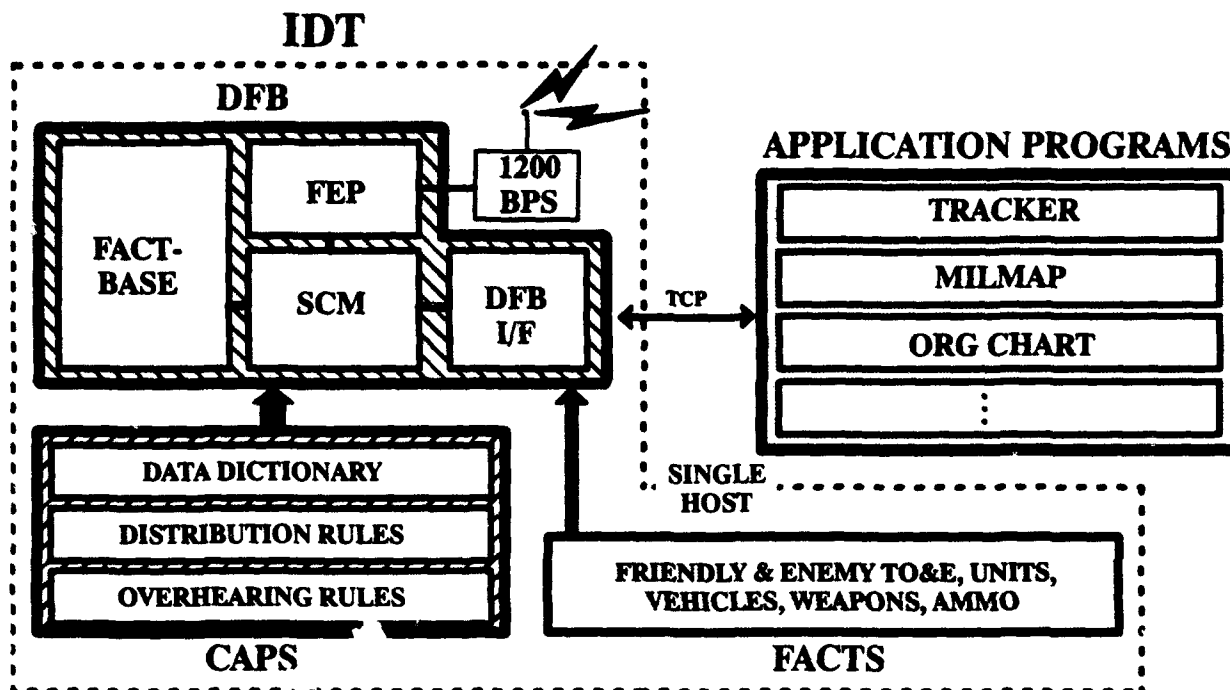 IDT
DFB
FACT-
BASE
FEP
1200
BPS
SCM
DFB
I/F
TCP
APPLICATION PROGRAMS
TRACKER
MILMAP
ORG CHART
⋮
DATA DICTIONARY
DISTRIBUTION RULES
OVERHEARING RULES
CAPS
SINGLE
HOST
FRIENDLY & ENEMY TO&E, UNITS,
VEHICLES, WEAPONS, AMMO
FACTS